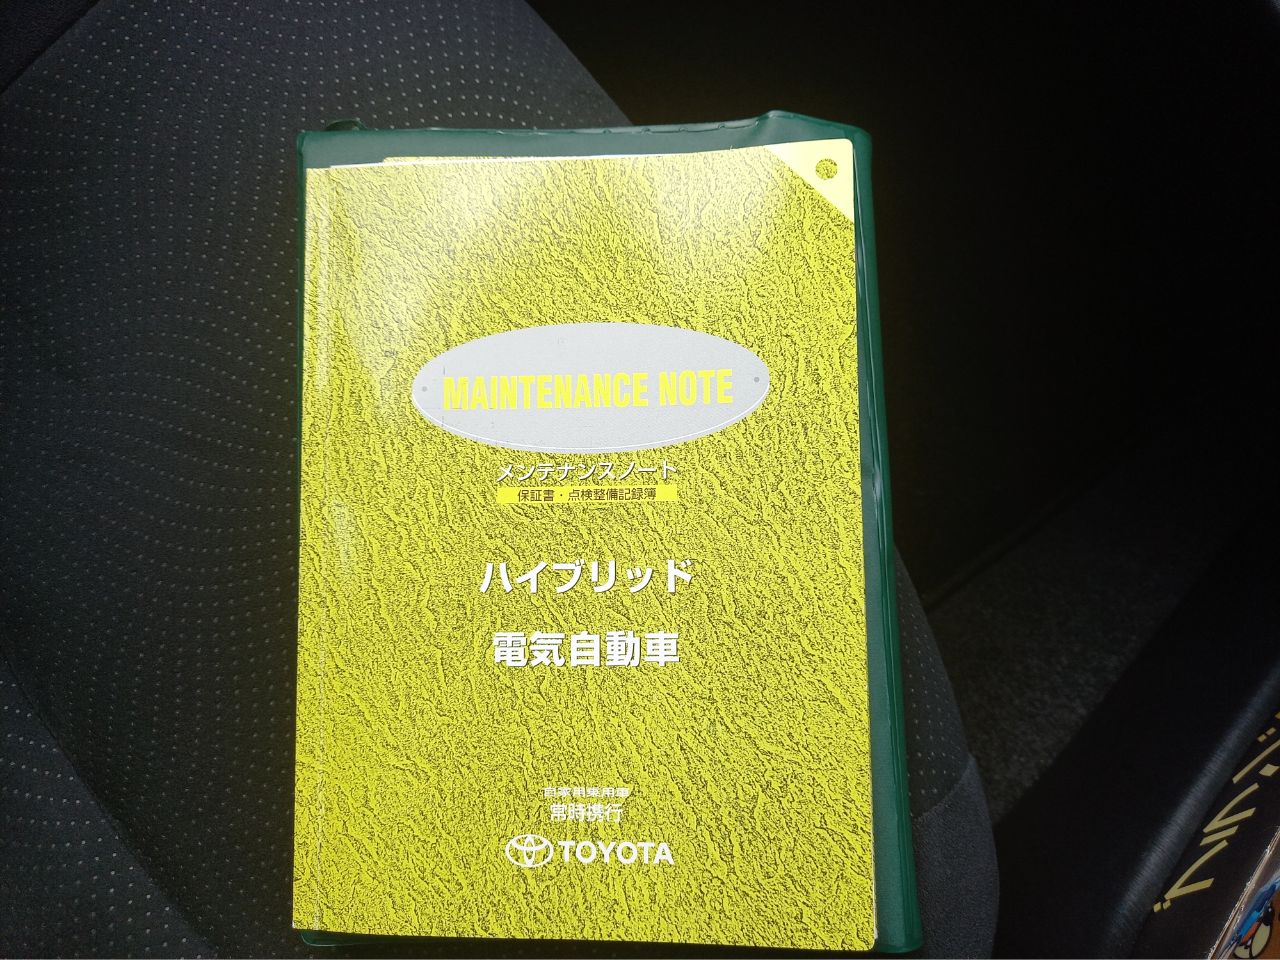 MAINTENANCE NOTE
メンテナンスノート
保証書・点検整備記録簿
ハイブリッド
電気自動車
自家用乗用車
常時携行
TOYOTA